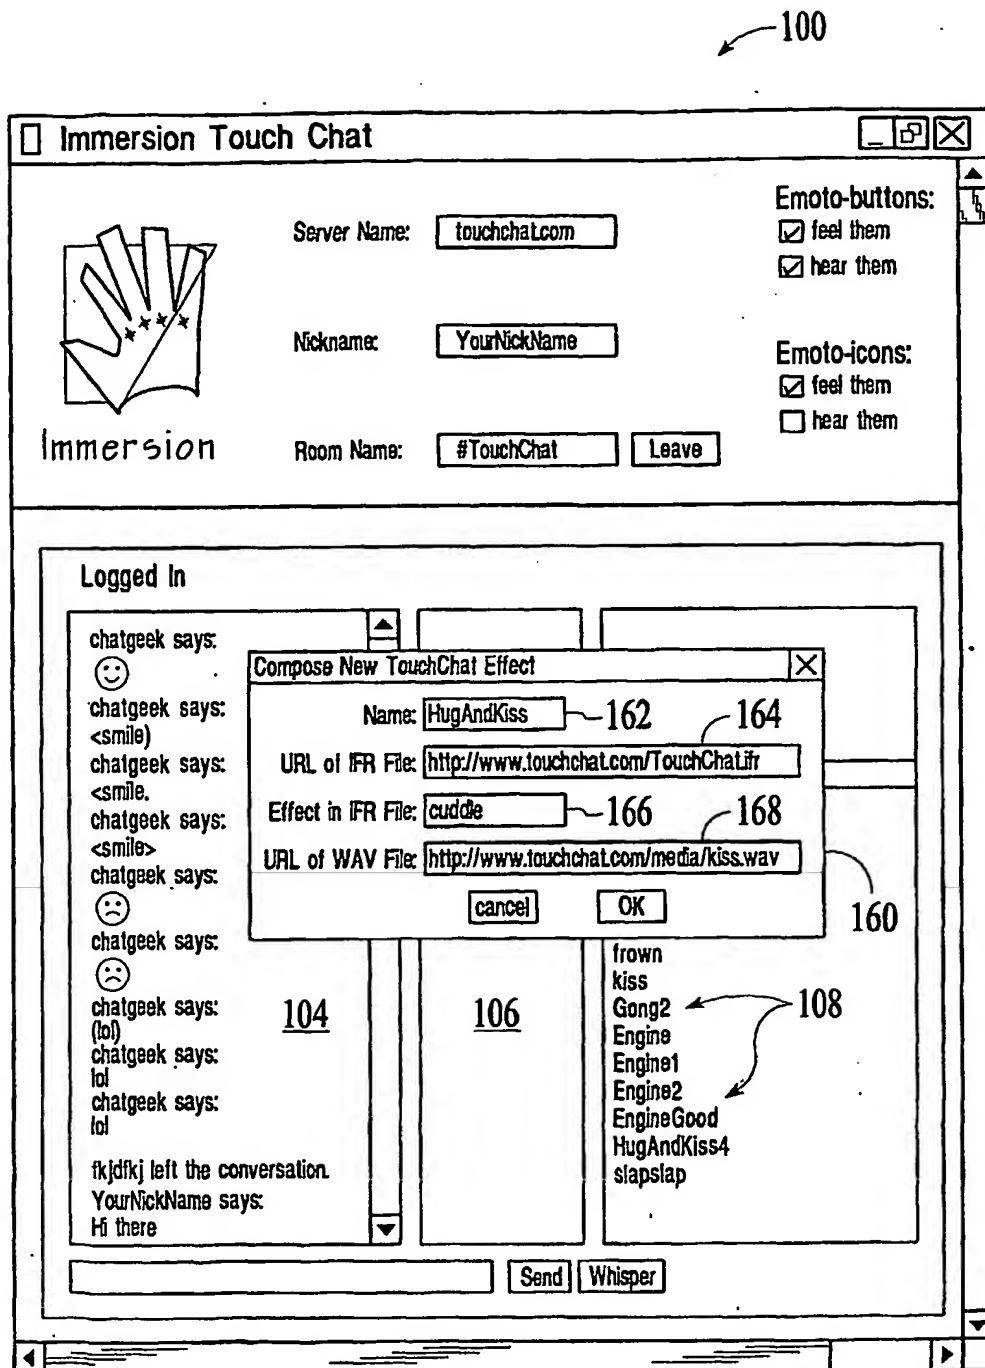 100
Immersion Touch Chat
Server Name: touchchat.com
Nickname: YourNickName
Room Name: #TouchChat Leave
Emoto-buttons:
feel them
hear them
Emoto-icons:
feel them
hear them
Immersion
Logged In
chatgeek says:
chatgeek says:
<smile)
chatgeek says:
<smile.
chatgeek says:
<smile>
chatgeek says:
chatgeek says:
chatgeek says:
(lol)
chatgeek says:
lol
chatgeek says:
lol
fkjdfkj left the conversation.
YourNickName says:
Hi there
104
106
Compose New TouchChat Effect
Name: HugAndKiss 162
164
URL of IFR File: http://www.touchchat.com/TouchChat.ifr
Effect in IFR File: cuddle 166
168
URL of WAV File: http://www.touchchat.com/media/kiss.wav
cancel OK
160
frown
kiss
Gong2
108
Engine
Engine1
Engine2
EngineGood
HugAndKiss4
slapslap
Send Whisper